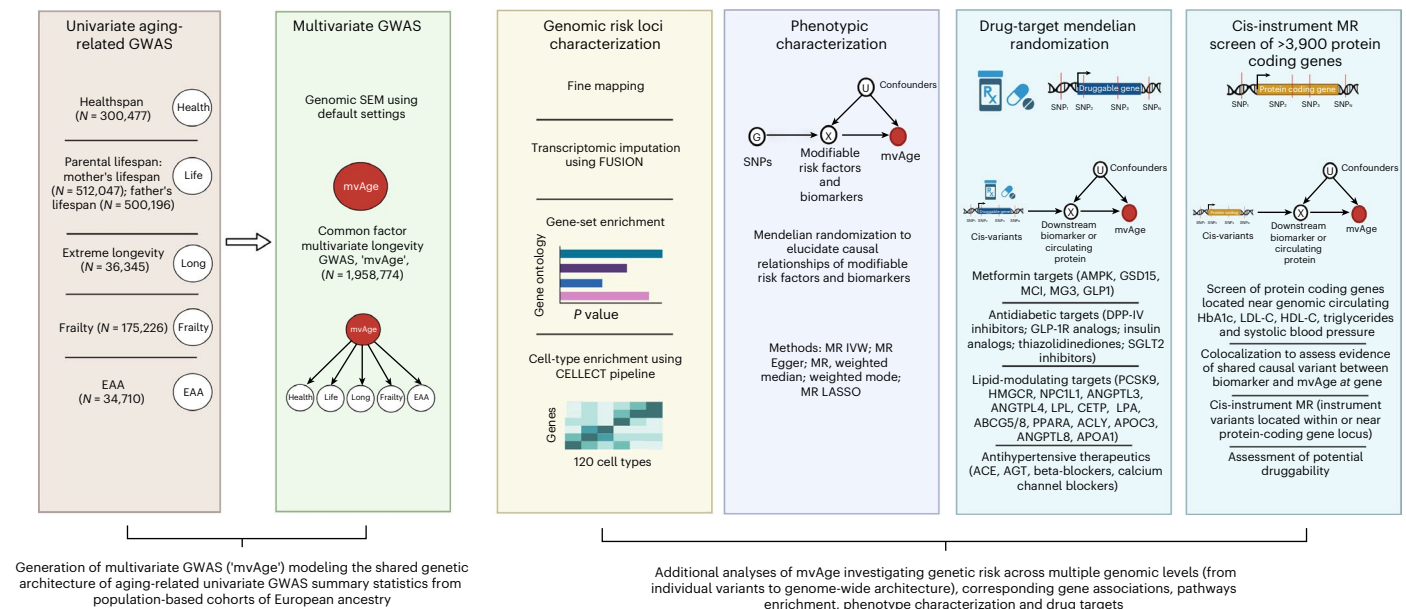 Univariate aging-
related GWAS
Healthspan
(N = 300,477)
Health
Parental lifespan:
mother's lifespan
(N = 512,047); father's
lifespan (N = 500,196)
Life
Extreme longevity
(N = 36,345)
Long
Frailty (N = 175,226)
Frailty
EAA
(N = 34,710)
EAA
Multivariate GWAS
Genomic SEM using
default settings
mvAge
Common factor
multivariate longevity
GWAS, 'mvAge',
(N = 1,958,774)
mvAge
Health
Life
Long
Frailty
EAA
Generation of multivariate GWAS ('mvAge') modeling the shared genetic
architecture of aging-related univariate GWAS summary statistics from
population-based cohorts of European ancestry
Genomic risk loci
characterization
Fine mapping
Transcriptomic imputation
using FUSION
Gene-set enrichment
Gene ontology
P value
Cell-type enrichment using
CELLECT pipeline
Genes
120 cell types
Phenotypic
characterization
U
Confounders
G
X
SNPs
Modifiable
risk factors
and
biomarkers
mvAge
Mendelian randomization to
elucidate causal
relationships of modifiable
risk factors and biomarkers
Methods: MR IVW; MR
Egger; MR, weighted
median; weighted mode;
MR LASSO
Drug-target mendelian
randomization
Rx
Druggable gene
SNP₁ SNP₂ SNP₃ SNPₙ
U
Confounders
X
Cis-variants
Downstream
biomarker or
circulating
protein
mvAge
Metformin targets (AMPK, GSD15,
MCI, MG3, GLP1)
Antidiabetic targets (DPP-IV
inhibitors; GLP-1R analogs; insulin
analogs; thiazolidinediones; SGLT2
inhibitors)
Lipid-modulating targets (PCSK9,
HMGCR, NPC1L1, ANGPTL3,
ANGTPL4, LPL, CETP, LPA,
ABCG5/8, PPARA, ACLY, APOC3,
ANGPTL8, APOA1)
Antihypertensive therapeutics
(ACE, AGT, beta-blockers, calcium
channel blockers)
Cis-instrument MR
screen of >3,900 protein
coding genes
Protein coding gene
SNP₁ SNP₂ SNP₃ SNPₙ
U
Confounders
X
Cis-variants
Downstream
biomarker or
circulating
protein
mvAge
Screen of protein coding genes
located near genomic circulating
HbA1c, LDL-C, HDL-C, triglycerides
and systolic blood pressure
Colocalization to assess evidence
of shared causal variant between
biomarker and mvAge at gene
Cis-instrument MR (instrument
variants located within or near
protein-coding gene locus)
Assessment of potential
druggability
Additional analyses of mvAge investigating genetic risk across multiple genomic levels (from
individual variants to genome-wide architecture), corresponding gene associations, pathways
enrichment, phenotype characterization and drug targets